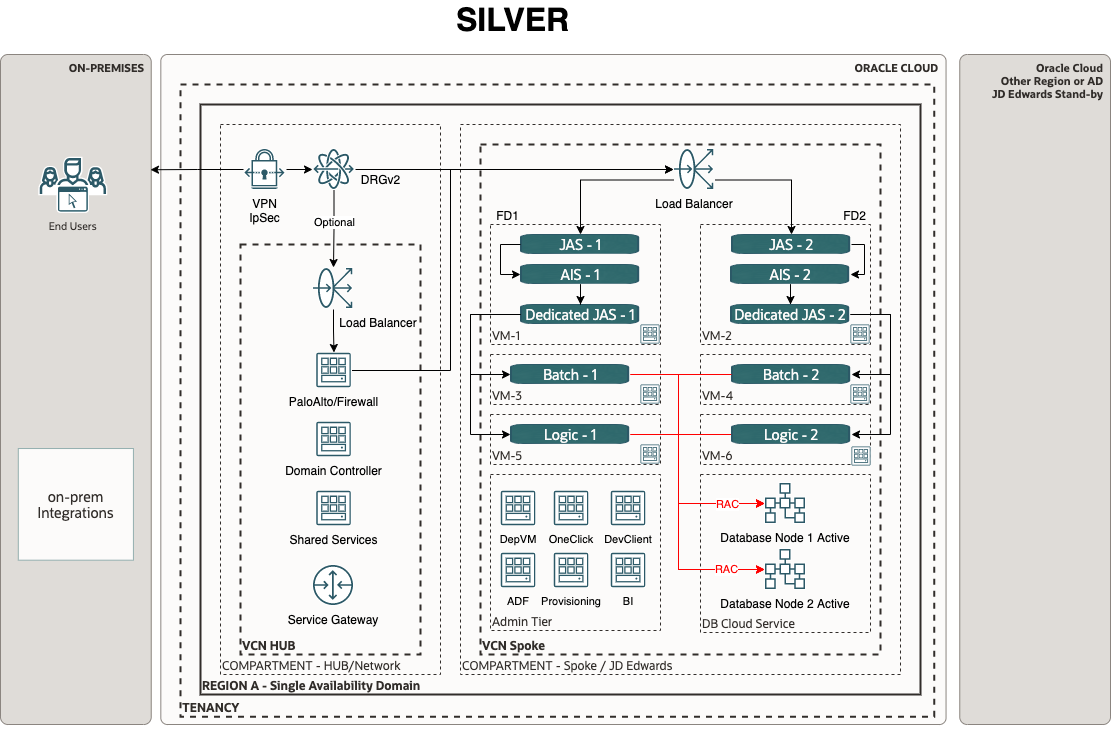 SILVER
ON-PREMISES
ORACLE CLOUD
Oracle Cloud
Other Region or AD
JD Edwards Stand-by
End Users
on-prem
Integrations
VPN
IpSec
DRGv2
Optional
Load Balancer
PaloAlto/Firewall
Domain Controller
Shared Services
Service Gateway
VCN HUB
COMPARTMENT - HUB/Network
Load Balancer
FD1
FD2
JAS - 1
JAS - 2
AIS - 1
AIS - 2
Dedicated JAS - 1
Dedicated JAS - 2
VM-1
VM-2
Batch - 1
Batch - 2
VM-3
VM-4
Logic - 1
Logic - 2
VM-5
VM-6
DepVM
OneClick
DevClient
ADF
Provisioning
BI
Admin Tier
RAC
Database Node 1 Active
RAC
Database Node 2 Active
DB Cloud Service
VCN Spoke
COMPARTMENT - Spoke / JD Edwards
REGION A - Single Availability Domain
TENANCY